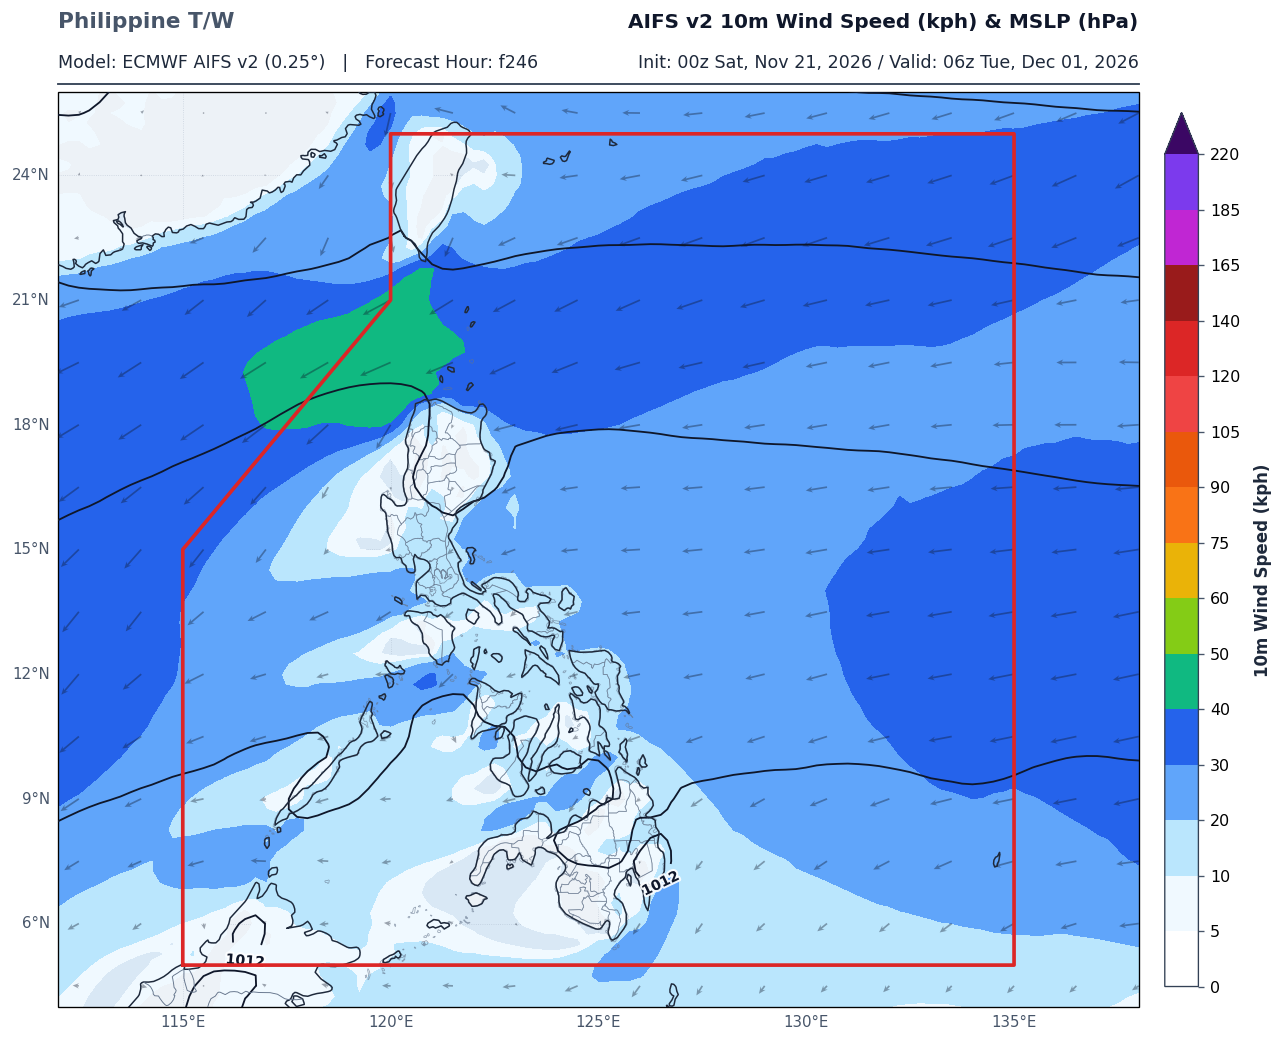 Philippine T/W
AIFS v2 10m Wind Speed (kph) & MSLP (hPa)
Model: ECMWF AIFS v2 (0.25°)   |   Forecast Hour: f246
Init: 00z Sat, Nov 21, 2026 / Valid: 06z Tue, Dec 01, 2026
24°N
21°N
18°N
15°N
12°N
9°N
6°N
1012
1012
115°E
120°E
125°E
130°E
135°E
220
185
165
140
120
105
90
75
60
50
40
30
20
10
5
0
10m Wind Speed (kph)